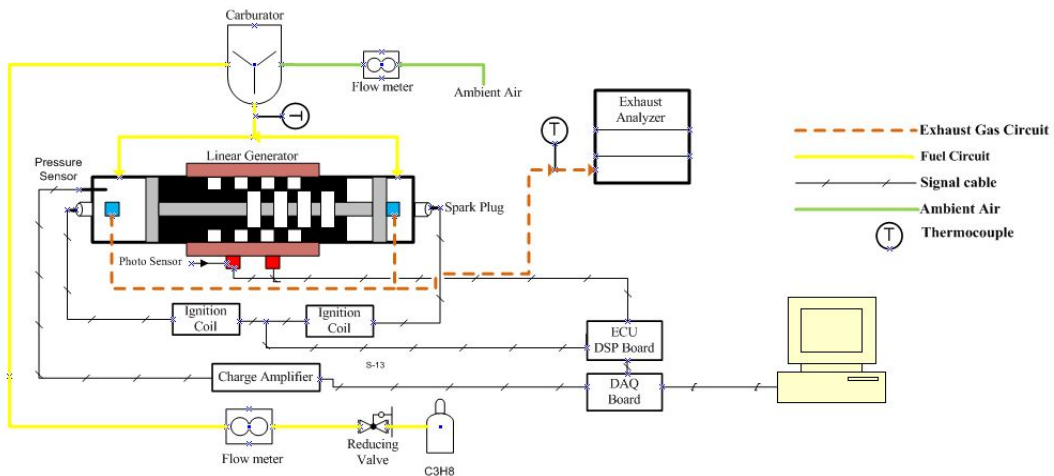 Carburator
Flow meter
Ambient Air
T
T
Exhaust
Analyzer
Exhaust Gas Circuit
Fuel Circuit
Signal cable
Ambient Air
T
Thermocouple
Pressure
Sensor
Linear Generator
Spark Plug
Photo Sensor
Ignition
Coil
Ignition
Coil
ECU
DSP Board
S-13
Charge Amplifier
DAQ
Board
Flow meter
Reducing
Valve
C3H8